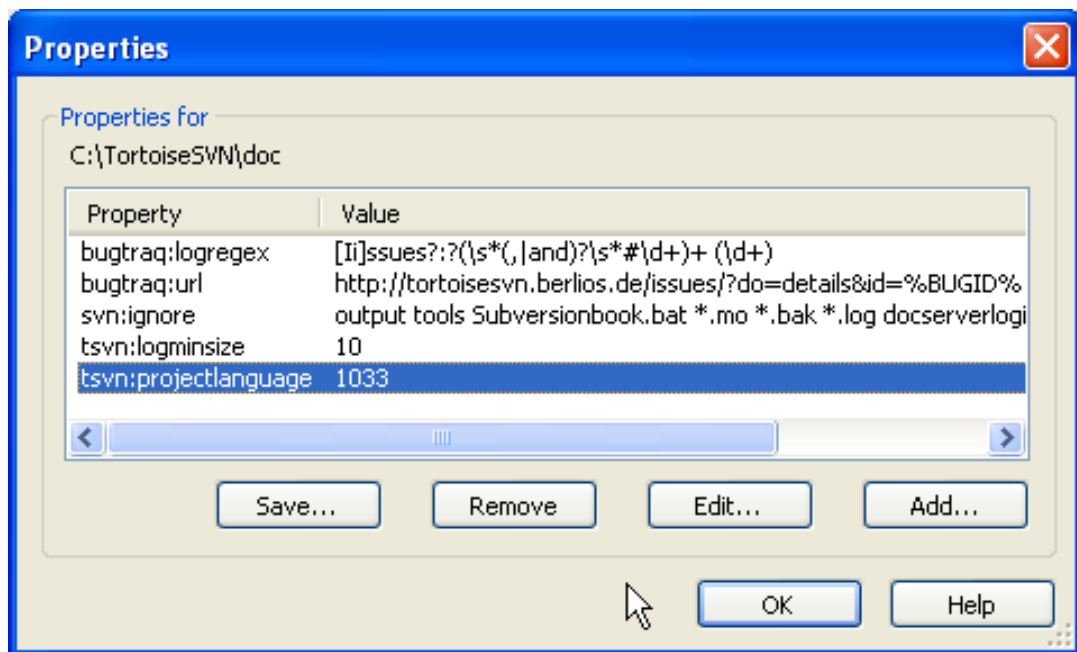 Properties
Properties for
C:\TortoiseSVN\doc
Property Value
bugtraq:logregex [Ii]ssues?:?(\s*(,|and)?\s*#\d+)+ (\d+)
bugtraq:url http://tortoisesvn.berlios.de/issues/?do=details&id=%BUGID%
svn:ignore output tools Subversionbook.bat *.mo *.bak *.log docserverlogi
tsvn:logminsize 10
tsvn:projectlanguage 1033
Save... Remove Edit... Add...
OK Help